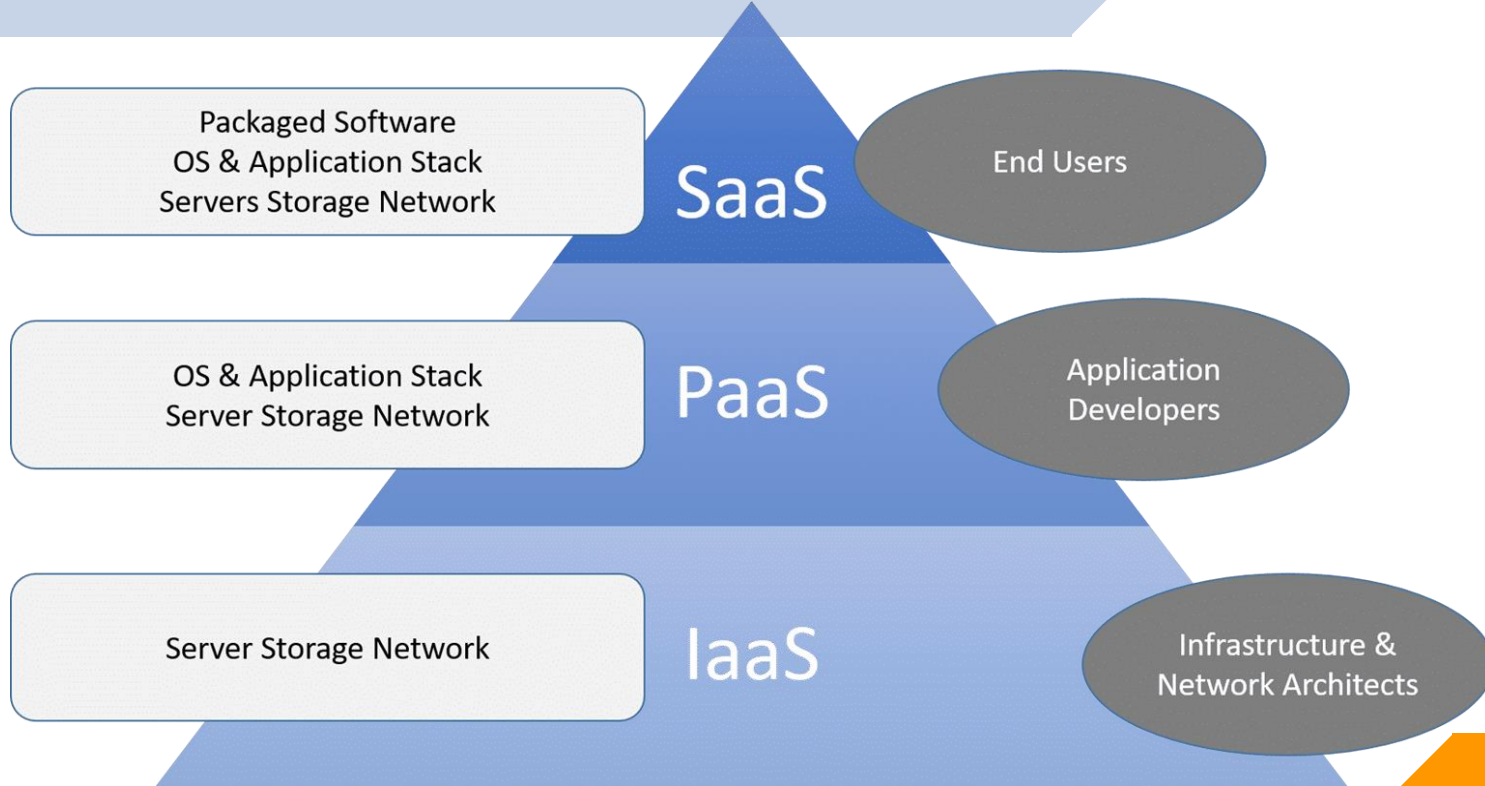 Packaged Software
OS & Application Stack
Servers Storage Network
SaaS
End Users
OS & Application Stack
Server Storage Network
PaaS
Application
Developers
Server Storage Network
IaaS
Infrastructure &
Network Architects